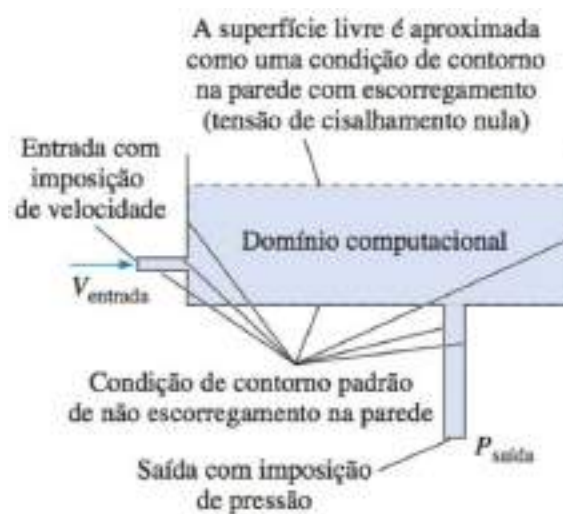 A superfície livre é aproximada
como uma condição de contorno
na parede com escorregamento
(tensão de cisalhamento nula)
Entrada com
imposição
de velocidade
Domínio computacional
V entrada
Condição de contorno padrão
de não escorregamento na parede
P saída
Saída com imposição
de pressão